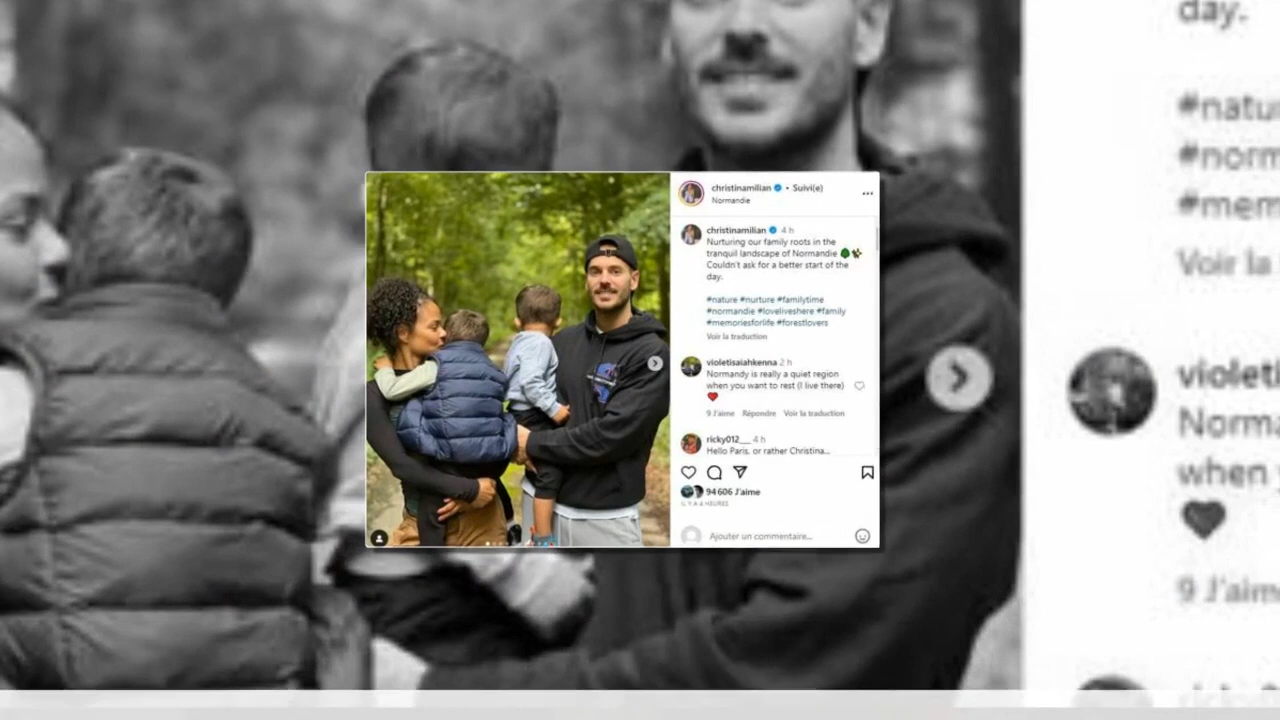 day.
#natu
#norm
#mem
Voir la
violeti
Norma
when
9 J'aim
christinamilian • Suivi(e)
Normandie
christinamilian 4 h
Nurturing our family roots in the
tranquil landscape of Normandie 🌳🌾
Couldn't ask for a better start of the
day.
#nature #nurture #familytime
#normandie #loveliveshere #family
#memoriesforlife #forestlovers
Voir la traduction
violetisaiahkenna 2 h
Normandy is really a quiet region
when you want to rest (I live there)
❤️
9 J'aime Répondre Voir la traduction
ricky012__ 4 h
Hello Paris, or rather Christina...
94 606 J'aime
IL Y A 4 HEURES
Ajouter un commentaire...